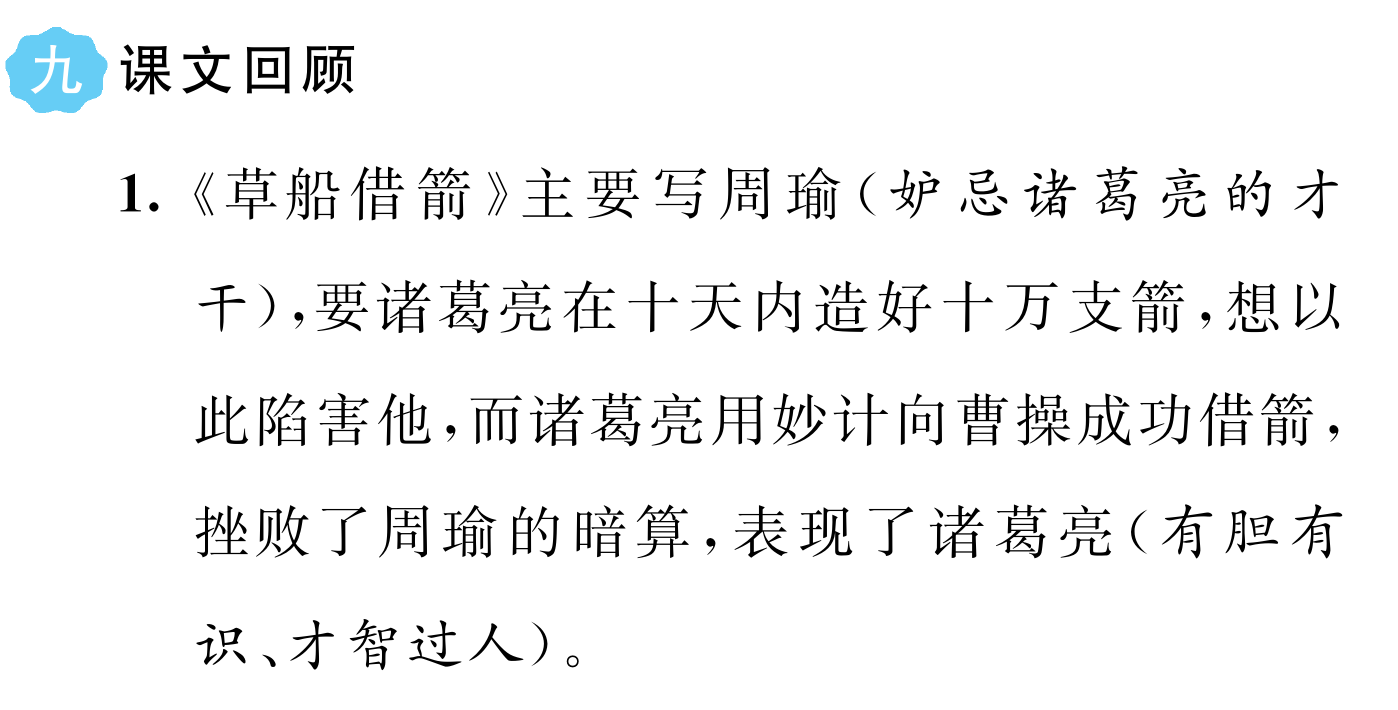 九 课文回顾
1.《草船借箭》主要写周瑜(妒忌诸葛亮的才
干),要诸葛亮在十天内造好十万支箭,想以
此陷害他,而诸葛亮用妙计向曹操成功借箭,
挫败了周瑜的暗算,表现了诸葛亮(有胆有
识、才智过人)。